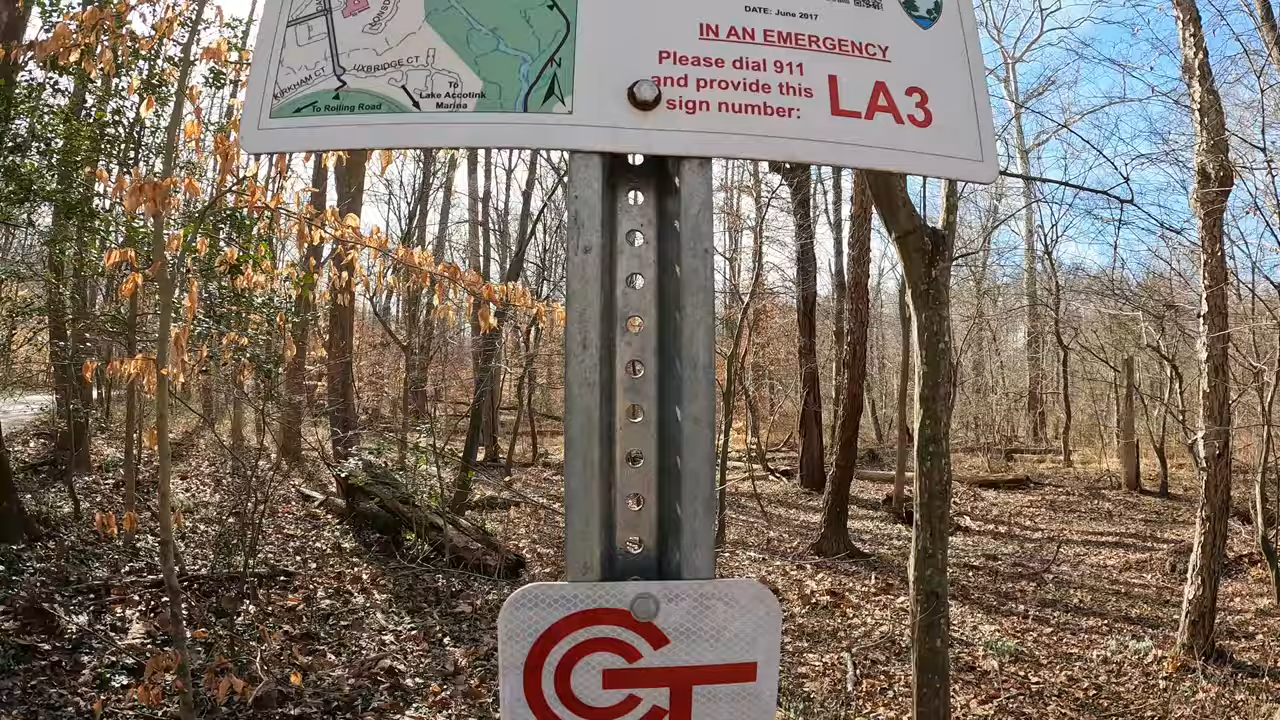 DATE: June 2017
IN AN EMERGENCY
Please dial 911
and provide this
sign number:
LA3
UXBRIDGE CT
KIRKHAM CT
To
Lake Accotink
Marina
To Rolling Road
CCT